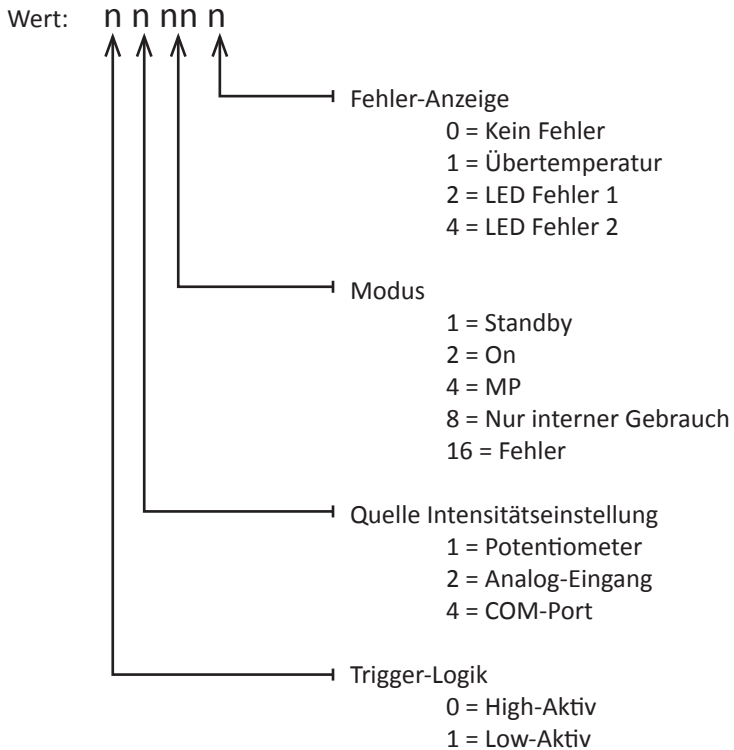 Wert: n n nn n
Fehler-Anzeige
0 = Kein Fehler
1 = Übertemperatur
2 = LED Fehler 1
4 = LED Fehler 2
Modus
1 = Standby
2 = On
4 = MP
8 = Nur interner Gebrauch
16 = Fehler
Quelle Intensitätseinstellung
1 = Potentiometer
2 = Analog-Eingang
4 = COM-Port
Trigger-Logik
0 = High-Aktiv
1 = Low-Aktiv